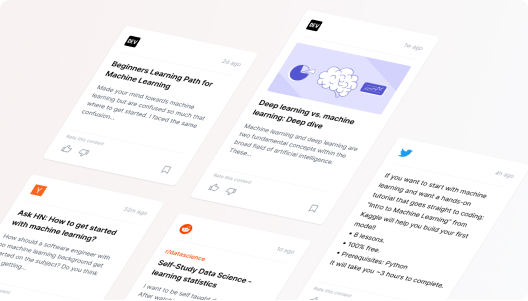 DEV
2d ago
Beginners Learning Path for
Machine Learning
Made your mind towards machine
learning but are confused so much that
where to get started. I faced the same
confusion...
Rate this content
DEV
1w ago
Deep learning vs. machine
learning: Deep dive
Machine learning and deep learning are
two fundamental concepts within the
broad field of artificial intelligence.
These...
Rate this content
4h ago
If you want to start with machine
learning and want a hands-on
tutorial that goes straight to coding:
"Intro to Machine Learning" from
Kaggle will help you build your first
model!
• 8 lessons.
• 100% free
• Prerequisites: Python
It will take you ~3 hours to complete.
Rate this content
Y
22m ago
Ask HN: How to get started
with machine learning?
How should a software engineer with
no machine learning background get
started on the subject? Do you think
getting...
1d ago
r/datascience
Self-Study Data Science -
learning statistics
I want to be self taught
After